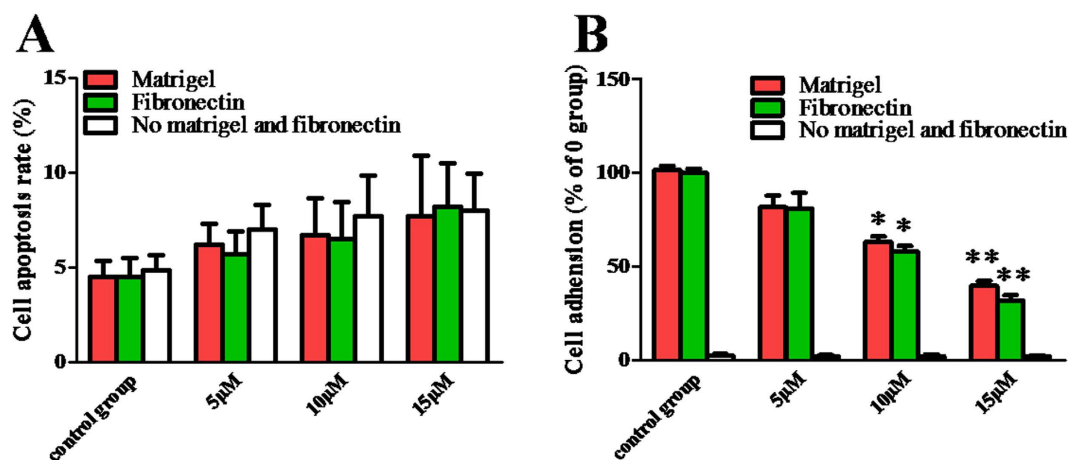 A
Cell apoptosis rate (%)
15
10
5
0
Matrigel
Fibronectin
No matrigel and fibronectin
control group
5μM
10μM
15μM
B
Cell adhension (% of 0 group)
150
100
50
0
Matrigel
Fibronectin
No matrigel and fibronectin
* *
** **
control group
5μM
10μM
15μM